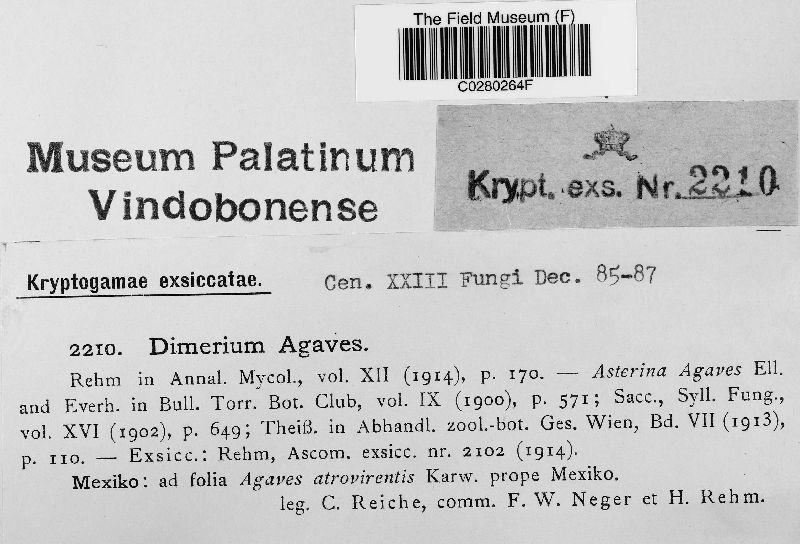 The Field Museum (F)
C0280264F
Museum Palatinum
Vindobonense
Krypt. exs. Nr. 2210
Kryptogamae exsiccatae.
Cen. XXIII Fungi Dec. 85-87
2210. Dimerium Agaves.
Rehm in Annal. Mycol., vol. XII (1914), p. 170. — Asterina Agaves Ell.
and Everh. in Bull. Torr. Bot. Club, vol. IX (1900), p. 571; Sacc., Syll. Fung.,
vol. XVI (1902), p. 649; Theiß. in Abhandl. zool.-bot. Ges. Wien, Bd. VII (1913),
p. 110. — Exsicc.: Rehm, Ascom. exsicc. nr. 2102 (1914).
Mexiko: ad folia Agaves atrovirentis Karw. prope Mexiko.
leg. C. Reiche, comm. F. W. Neger et H. Rehm.